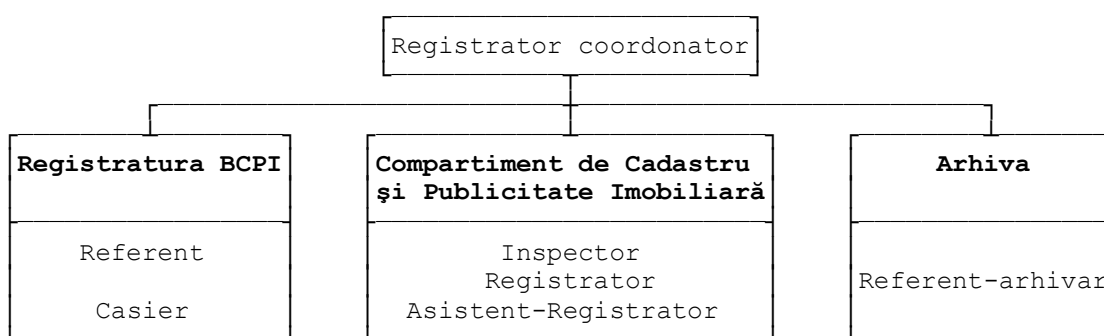 Registrator coordonator
Registratura BCPI
Compartiment de Cadastru
şi Publicitate Imobiliară
Arhiva
Referent
Casier
Inspector
Registrator
Asistent-Registrator
Referent-arhivar